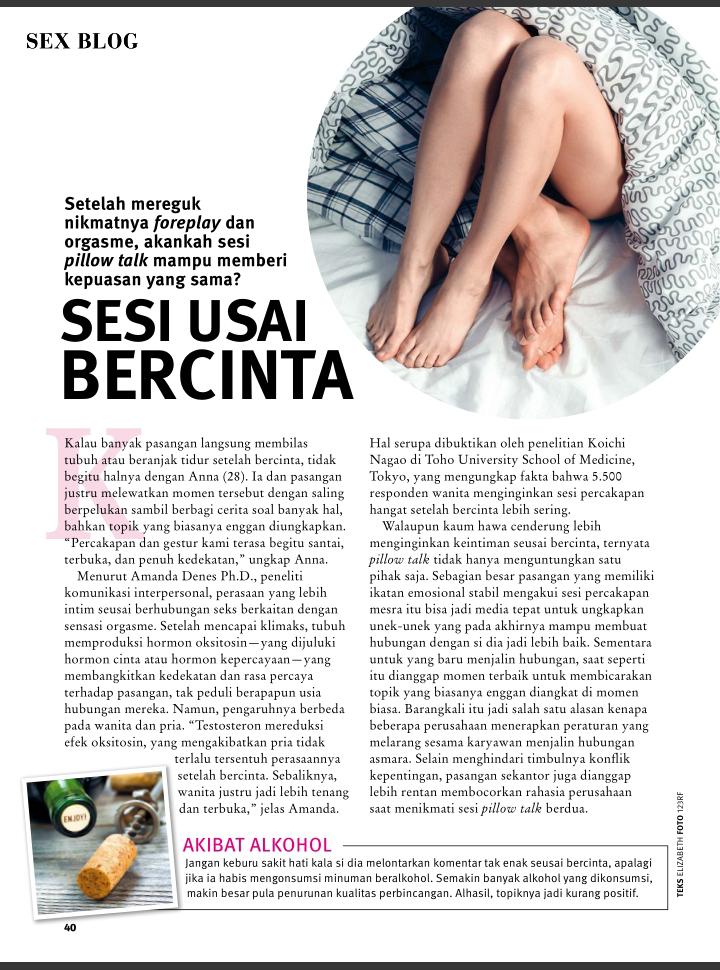 SEX BLOG
Setelah mereguk
nikmatnya foreplay dan
orgasme, akankah sesi
pillow talk mampu memberi
kepuasan yang sama?
SESI USAI
BERCINTA
K
Kalau banyak pasangan langsung membilas
tubuh atau beranjak tidur setelah bercinta, tidak
begitu halnya dengan Anna (28). Ia dan pasangan
justru melewatkan momen tersebut dengan saling
berpelukan sambil berbagi cerita soal banyak hal,
bahkan topik yang biasanya enggan diungkapkan.
“Percakapan dan gestur kami terasa begitu santai,
terbuka, dan penuh kedekatan,” ungkap Anna.
Menurut Amanda Denes Ph.D., peneliti
komunikasi interpersonal, perasaan yang lebih
intim seusai berhubungan seks berkaitan dengan
sensasi orgasme. Setelah mencapai klimaks, tubuh
memproduksi hormon oksitosin—yang dijuluki
hormon cinta atau hormon kepercayaan—yang
membangkitkan kedekatan dan rasa percaya
terhadap pasangan, tak peduli berapapun usia
hubungan mereka. Namun, pengaruhnya berbeda
pada wanita dan pria. “Testosteron mereduksi
efek oksitosin, yang mengakibatkan pria tidak
terlalu tersentuh perasaannya
setelah bercinta. Sebaliknya,
wanita justru jadi lebih tenang
dan terbuka,” jelas Amanda.
Hal serupa dibuktikan oleh penelitian Koichi
Nagao di Toho University School of Medicine,
Tokyo, yang mengungkap fakta bahwa 5.500
responden wanita menginginkan sesi percakapan
hangat setelah bercinta lebih sering.
Walaupun kaum hawa cenderung lebih
menginginkan keintiman seusai bercinta, ternyata
pillow talk tidak hanya menguntungkan satu
pihak saja. Sebagian besar pasangan yang memiliki
ikatan emosional stabil mengakui sesi percakapan
mesra itu bisa jadi media tepat untuk ungkapkan
unek-unek yang pada akhirnya mampu membuat
hubungan dengan si dia jadi lebih baik. Sementara
untuk yang baru menjalin hubungan, saat seperti
itu dianggap momen terbaik untuk membicarakan
topik yang biasanya enggan diangkat di momen
biasa. Barangkali itu jadi salah satu alasan kenapa
beberapa perusahaan menerapkan peraturan yang
melarang sesama karyawan menjalin hubungan
asmara. Selain menghindari timbulnya konflik
kepentingan, pasangan sekantor juga dianggap
lebih rentan membocorkan rahasia perusahaan
saat menikmati sesi pillow talk berdua.
ENJOY!
AKIBAT ALKOHOL
Jangan keburu sakit hati kala si dia melontarkan komentar tak enak seusai bercinta, apalagi
jika ia habis mengonsumsi minuman beralkohol. Semakin banyak alkohol yang dikonsumsi,
makin besar pula penurunan kualitas perbincangan. Alhasil, topiknya jadi kurang positif.
TEKS ELIZABETH FOTO 123RF
40